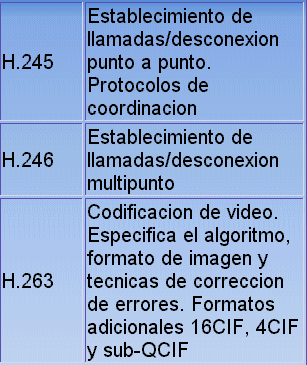 H.245
Establecimiento de
llamadas/desconexion
punto a punto.
Protocolos de
coordinacion
H.246
Establecimiento de
llamadas/desconexion
multipunto
H.263
Codificacion de video.
Especifica el algoritmo,
formato de imagen y
tecnicas de correccion
de errores. Formatos
adicionales 16CIF, 4CIF
y sub-QCIF